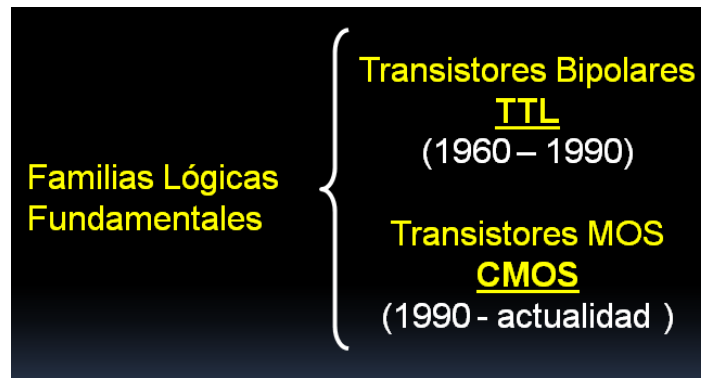 Familias Lógicas
Fundamentales
Transistores Bipolares
TTL
(1960 – 1990)
Transistores MOS
CMOS
(1990 - actualidad )